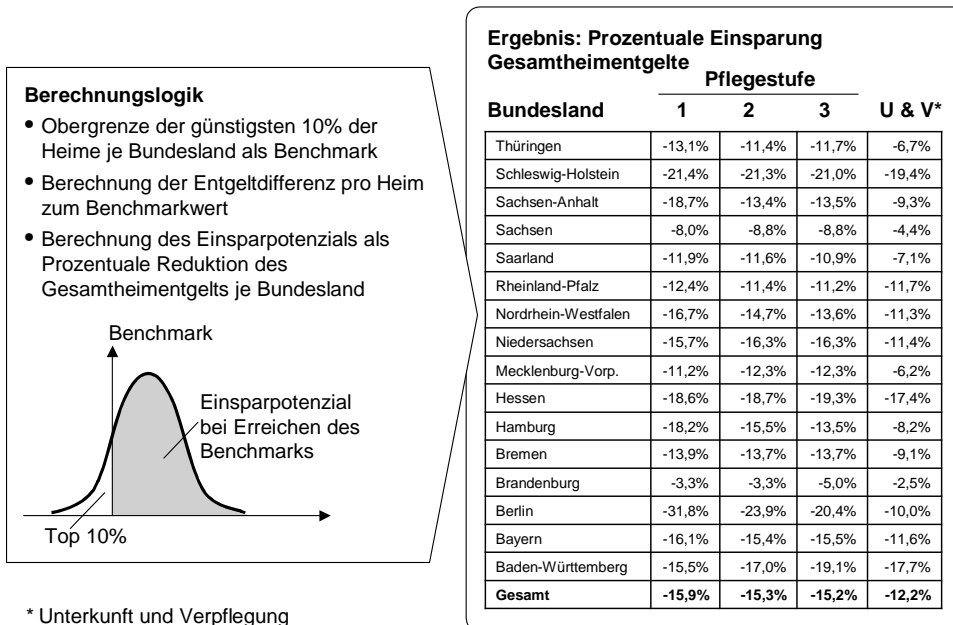 Berechnungslogik
• Obergrenze der günstigsten 10% der
Heime je Bundesland als Benchmark
• Berechnung der Entgeltdifferenz pro Heim
zum Benchmarkwert
• Berechnung des Einsparpotenzials als
Prozentuale Reduktion des
Gesamtheimentgelts je Bundesland
Benchmark
Einsparpotenzial
bei Erreichen des
Benchmarks
Top 10%
* Unterkunft und Verpflegung
Ergebnis: Prozentuale Einsparung
Gesamtheimentgelte
Pflegestufe
Bundesland 1 2 3 U & V*
Thüringen -13,1% -11,4% -11,7% -6,7%
Schleswig-Holstein -21,4% -21,3% -21,0% -19,4%
Sachsen-Anhalt -18,7% -13,4% -13,5% -9,3%
Sachsen -8,0% -8,8% -8,8% -4,4%
Saarland -11,9% -11,6% -10,9% -7,1%
Rheinland-Pfalz -12,4% -11,4% -11,2% -11,7%
Nordrhein-Westfalen -16,7% -14,7% -13,6% -11,3%
Niedersachsen -15,7% -16,3% -16,3% -11,4%
Mecklenburg-Vorp. -11,2% -12,3% -12,3% -6,2%
Hessen -18,6% -18,7% -19,3% -17,4%
Hamburg -18,2% -15,5% -13,5% -8,2%
Bremen -13,9% -13,7% -13,7% -9,1%
Brandenburg -3,3% -3,3% -5,0% -2,5%
Berlin -31,8% -23,9% -20,4% -10,0%
Bayern -16,1% -15,4% -15,5% -11,6%
Baden-Württemberg -15,5% -17,0% -19,1% -17,7%
Gesamt -15,9% -15,3% -15,2% -12,2%